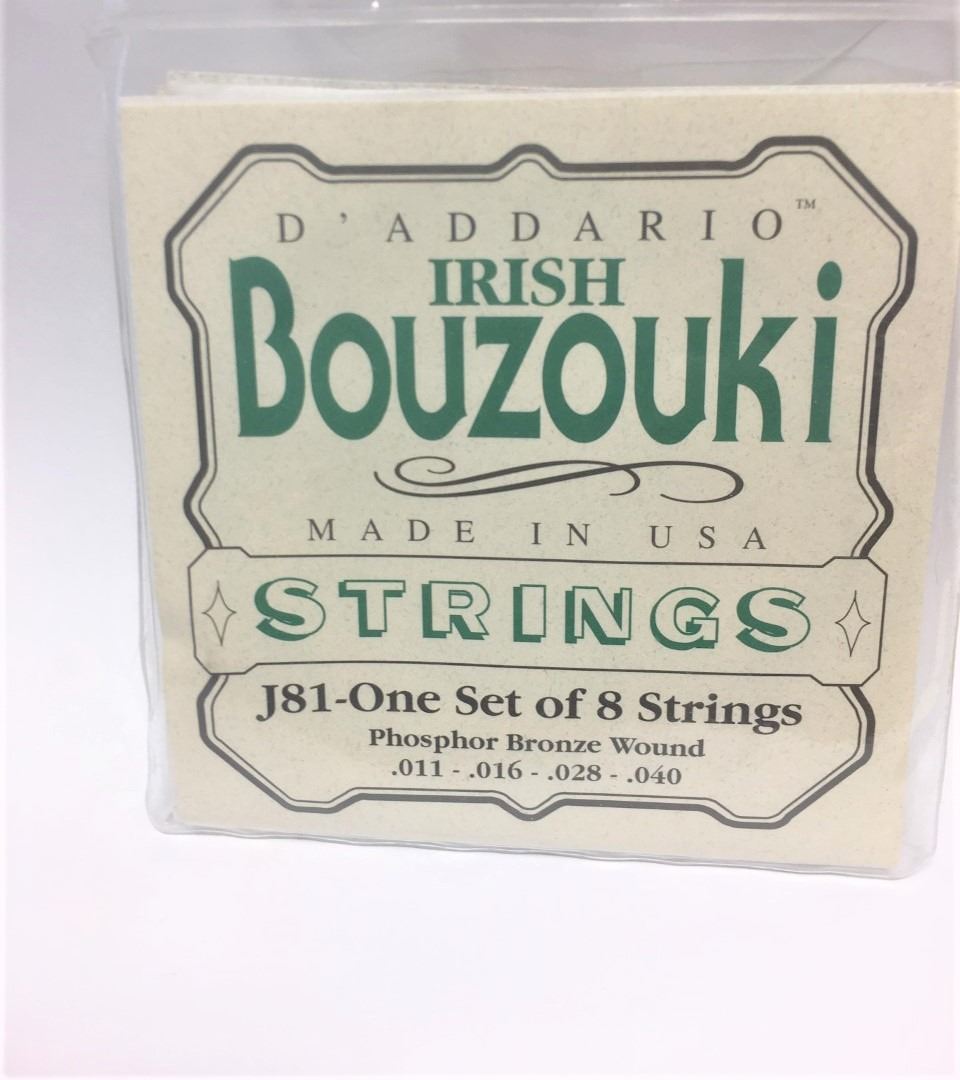 D'ADDARIO™
IRISH
Bouzouki
MADE IN USA
STRINGS
J81-One Set of 8 Strings
Phosphor Bronze Wound
.011 - .016 - .028 - .040